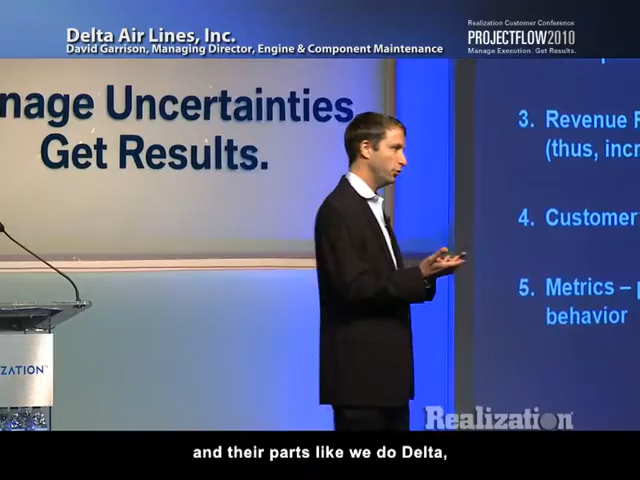 Delta Air Lines, Inc.
David Garrison, Managing Director, Engine & Component Maintenance
Realization Customer Conference
PROJECTFLOW2010
Manage Execution. Get Results.
nage Uncertainties
Get Results.
3. Revenue
(thus, incr
4. Customer
5. Metrics –
behavior
ZATION™
Realization
and their parts like we do Delta,